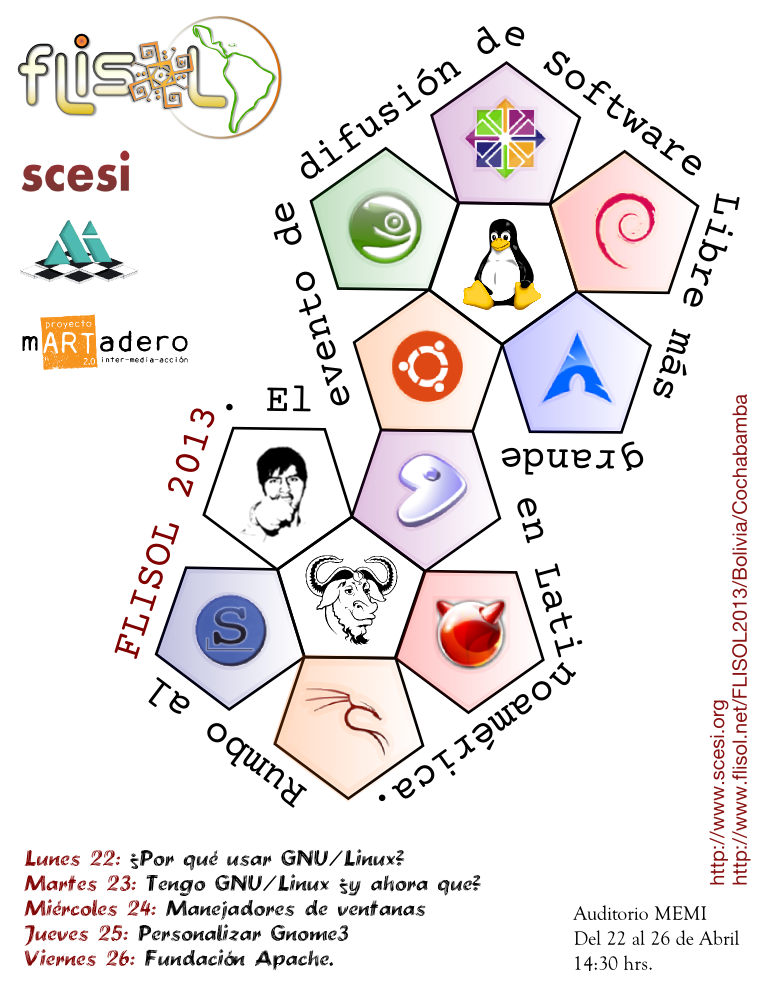 flisol
scesi
proyecto
mARTadero
2.0 inter-media-acción
Rumbo al
FLISOL 2013
. El
evento de
difusión de
Software
Libre más
grande
en Latinoamérica.
S
http://www.scesi.org
http://www.flisol.net/FLISOL2013/Bolivia/Cochabamba
Lunes 22: ¿Por qué usar GNU/Linux?
Martes 23: Tengo GNU/Linux ¿y ahora que?
Miércoles 24: Manejadores de ventanas
Jueves 25: Personalizar Gnome3
Viernes 26: Fundación Apache.
Auditorio MEMI
Del 22 al 26 de Abril
14:30 hrs.